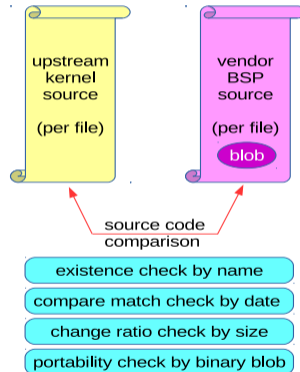 upstream
kernel
source
(per file)
vendor
BSP
source
(per file)
blob
source code
comparison
existence check by name
compare match check by date
change ratio check by size
portability check by binary blob